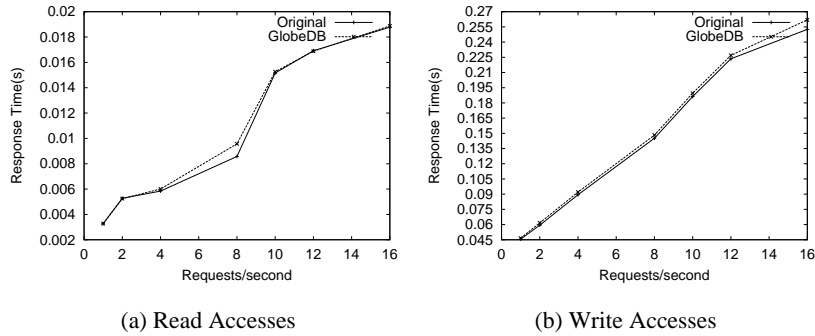 0.02
0.018
0.016
0.014
0.012
0.01
0.008
0.006
0.004
0.002
Response Time(s)
Original
GlobeDB
0 2 4 6 8 10 12 14 16
Requests/second
(a) Read Accesses
0.27
0.255
0.24
0.225
0.21
0.195
0.18
0.165
0.15
0.135
0.12
0.105
0.09
0.075
0.06
0.045
Response Time(s)
Original
GlobeDB
0 2 4 6 8 10 12 14 16
Requests/second
(b) Write Accesses